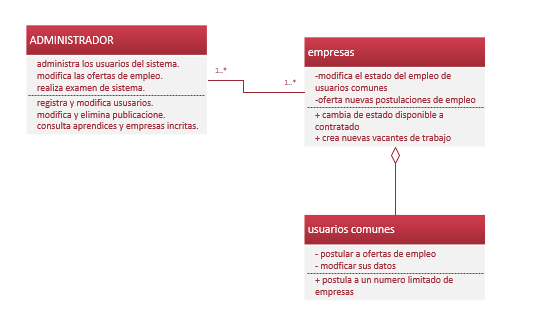 ADMINISTRADOR
administra los usuarios del sistema.
modifica las ofertas de empleo.
realiza examen de sistema.
registra y modifica ususarios.
modifica y elimina publicacione.
consulta aprendices y empresas incritas.
1..*
1..*
empresas
-modifica el estado del empleo de
usuarios comunes
-oferta nuevas postulaciones de empleo
+ cambia de estado disponible a
contratado
+ crea nuevas vacantes de trabajo
usuarios comunes
- postular a ofertas de empleo
- modficar sus datos
+ postula a un numero limitado de
empresas